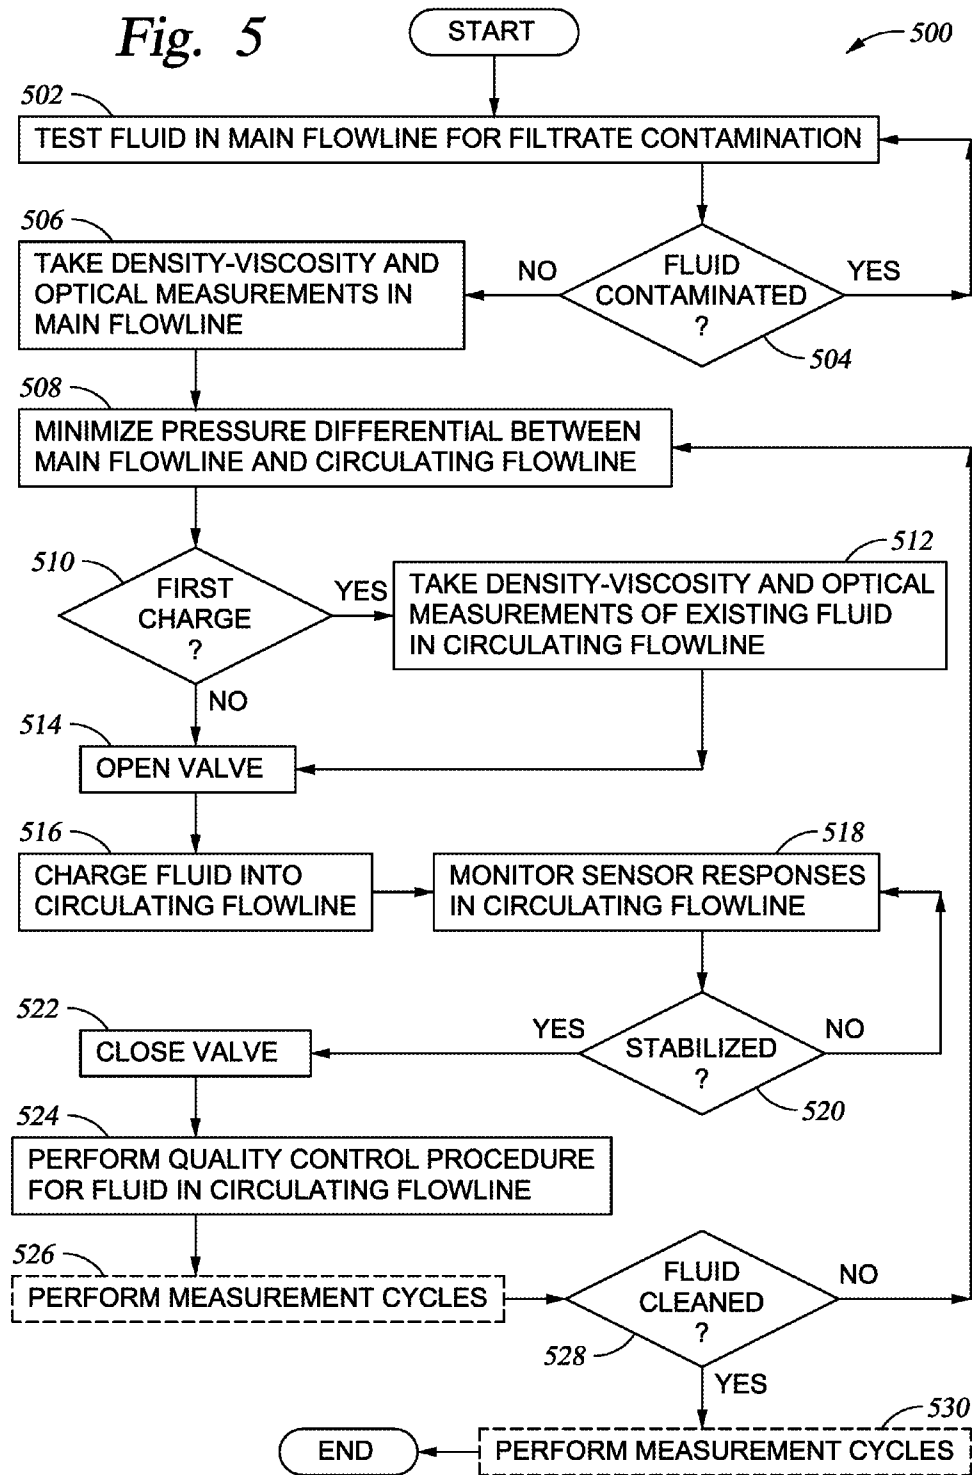 Fig. 5
START
500
502
TEST FLUID IN MAIN FLOWLINE FOR FILTRATE CONTAMINATION
506
TAKE DENSITY-VISCOSITY AND
OPTICAL MEASUREMENTS IN
MAIN FLOWLINE
NO
FLUID
CONTAMINATED
?
YES
504
508
MINIMIZE PRESSURE DIFFERENTIAL BETWEEN
MAIN FLOWLINE AND CIRCULATING FLOWLINE
510
FIRST
CHARGE
?
YES
NO
512
TAKE DENSITY-VISCOSITY AND OPTICAL
MEASUREMENTS OF EXISTING FLUID
IN CIRCULATING FLOWLINE
514
OPEN VALVE
516
CHARGE FLUID INTO
CIRCULATING FLOWLINE
518
MONITOR SENSOR RESPONSES
IN CIRCULATING FLOWLINE
YES
STABILIZED
?
NO
520
522
CLOSE VALVE
524
PERFORM QUALITY CONTROL PROCEDURE
FOR FLUID IN CIRCULATING FLOWLINE
526
PERFORM MEASUREMENT CYCLES
FLUID
CLEANED
?
NO
528
YES
530
PERFORM MEASUREMENT CYCLES
END